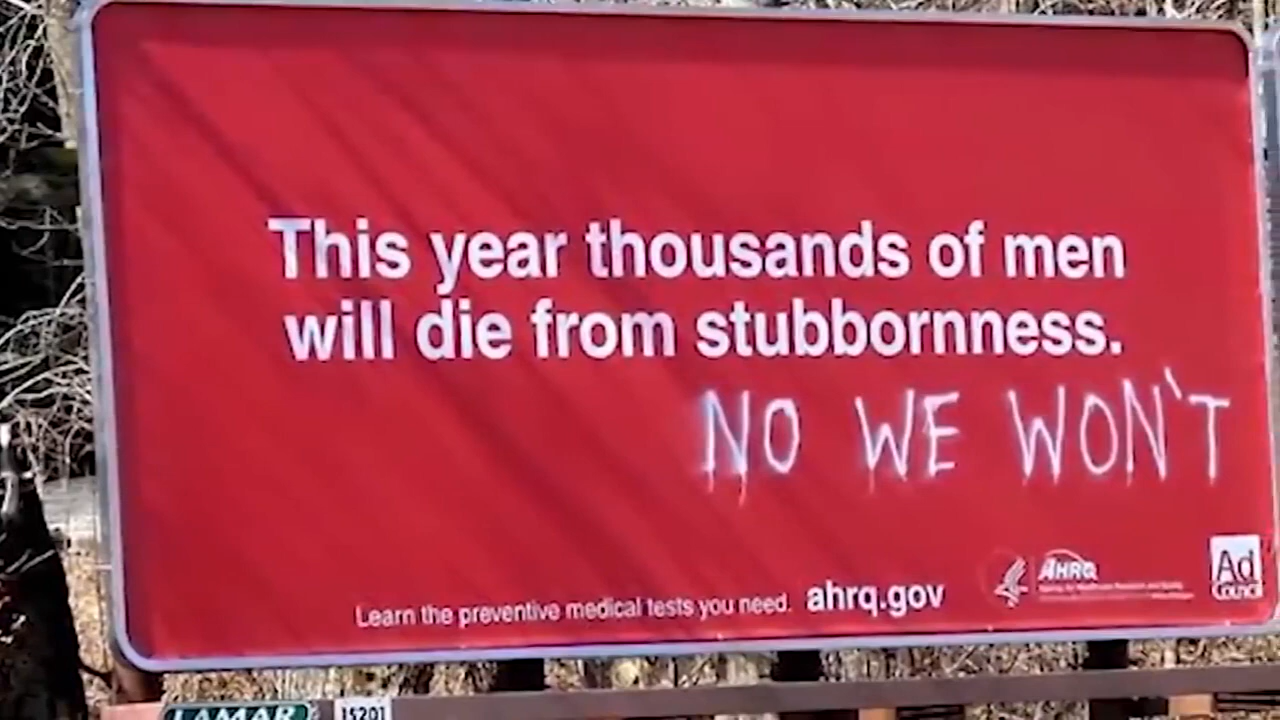 This year thousands of men
will die from stubbornness.
NO WE WON'T
Learn the preventive medical tests you need. ahrq.gov
AHRQ
Ad
Council
LAMAR
15201